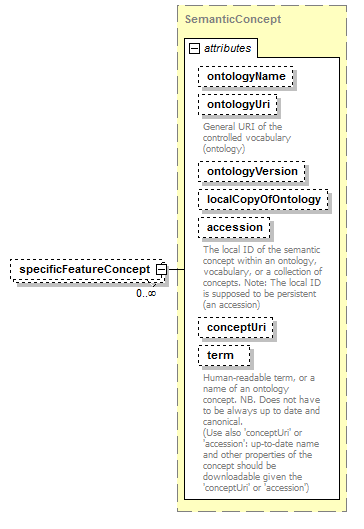 SemanticConcept
attributes
ontologyName
ontologyUri
General URI of the
controlled vocabulary
(ontology)
ontologyVersion
localCopyOfOntology
accession
The local ID of the semantic
concept within an ontology,
vocabulary, or a collection of
concepts. Note: The local ID
is supposed to be persistent
(an accession)
specificFeatureConcept
0..∞
conceptUri
term
Human-readable term, or a
name of an ontology
concept. NB. Does not have
to be always up to date and
canonical.
(Use also 'conceptUri' or
'accession': up-to-date name
and other properties of the
concept should be
downloadable given the
'conceptUri' or 'accession')